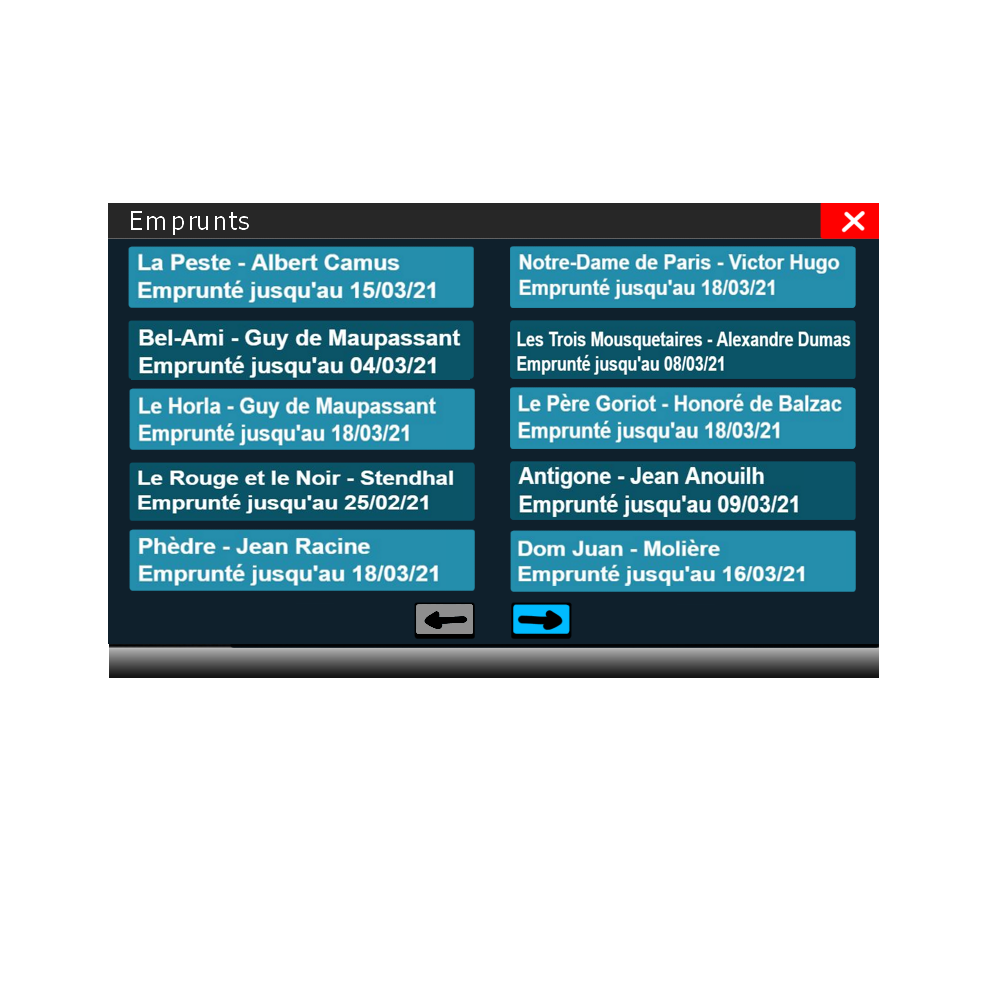 Emprunts
La Peste - Albert Camus
Emprunté jusqu'au 15/03/21
Notre-Dame de Paris - Victor Hugo
Emprunté jusqu'au 18/03/21
Bel-Ami - Guy de Maupassant
Emprunté jusqu'au 04/03/21
Les Trois Mousquetaires - Alexandre Dumas
Emprunté jusqu'au 08/03/21
Le Horla - Guy de Maupassant
Emprunté jusqu'au 18/03/21
Le Père Goriot - Honoré de Balzac
Emprunté jusqu'au 18/03/21
Le Rouge et le Noir - Stendhal
Emprunté jusqu'au 25/02/21
Antigone - Jean Anouilh
Emprunté jusqu'au 09/03/21
Phèdre - Jean Racine
Emprunté jusqu'au 18/03/21
Dom Juan - Molière
Emprunté jusqu'au 16/03/21